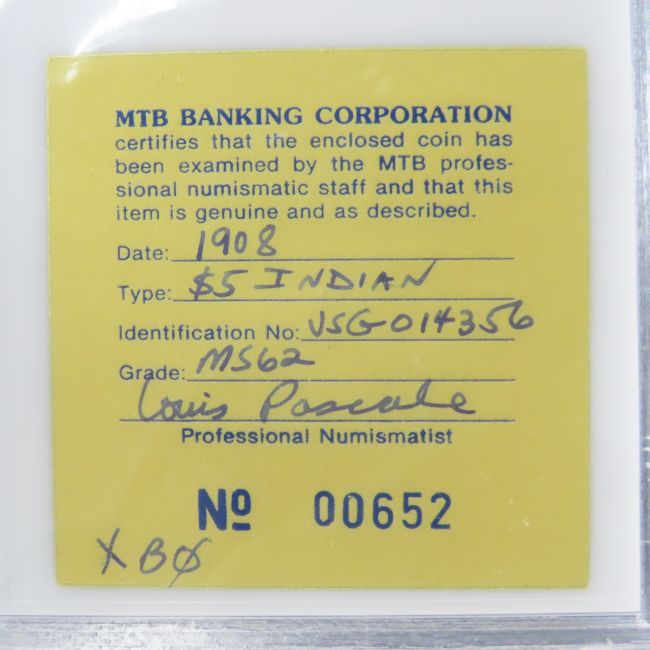 MTB BANKING CORPORATION
certifies that the enclosed coin has
been examined by the MTB profes-
sional numismatic staff and that this
item is genuine and as described.
Date: 1908
Type: $5 INDIAN
Identification No: USG014356
Grade: MS62
Louis Pascale
Professional Numismatist
Nº 00652
XBØ